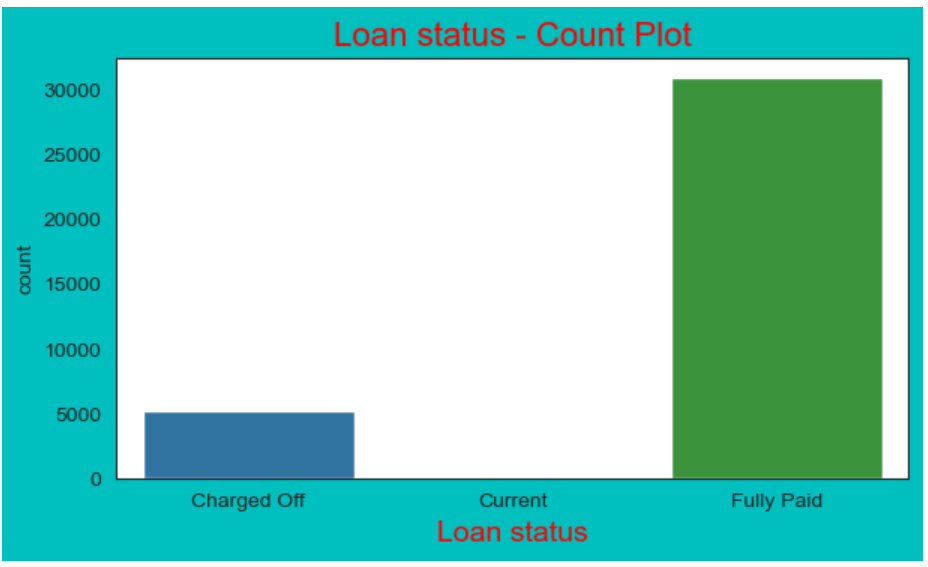 Loan status - Count Plot
30000
25000
20000
15000
10000
5000
0
count
Charged Off Current Fully Paid
Loan status